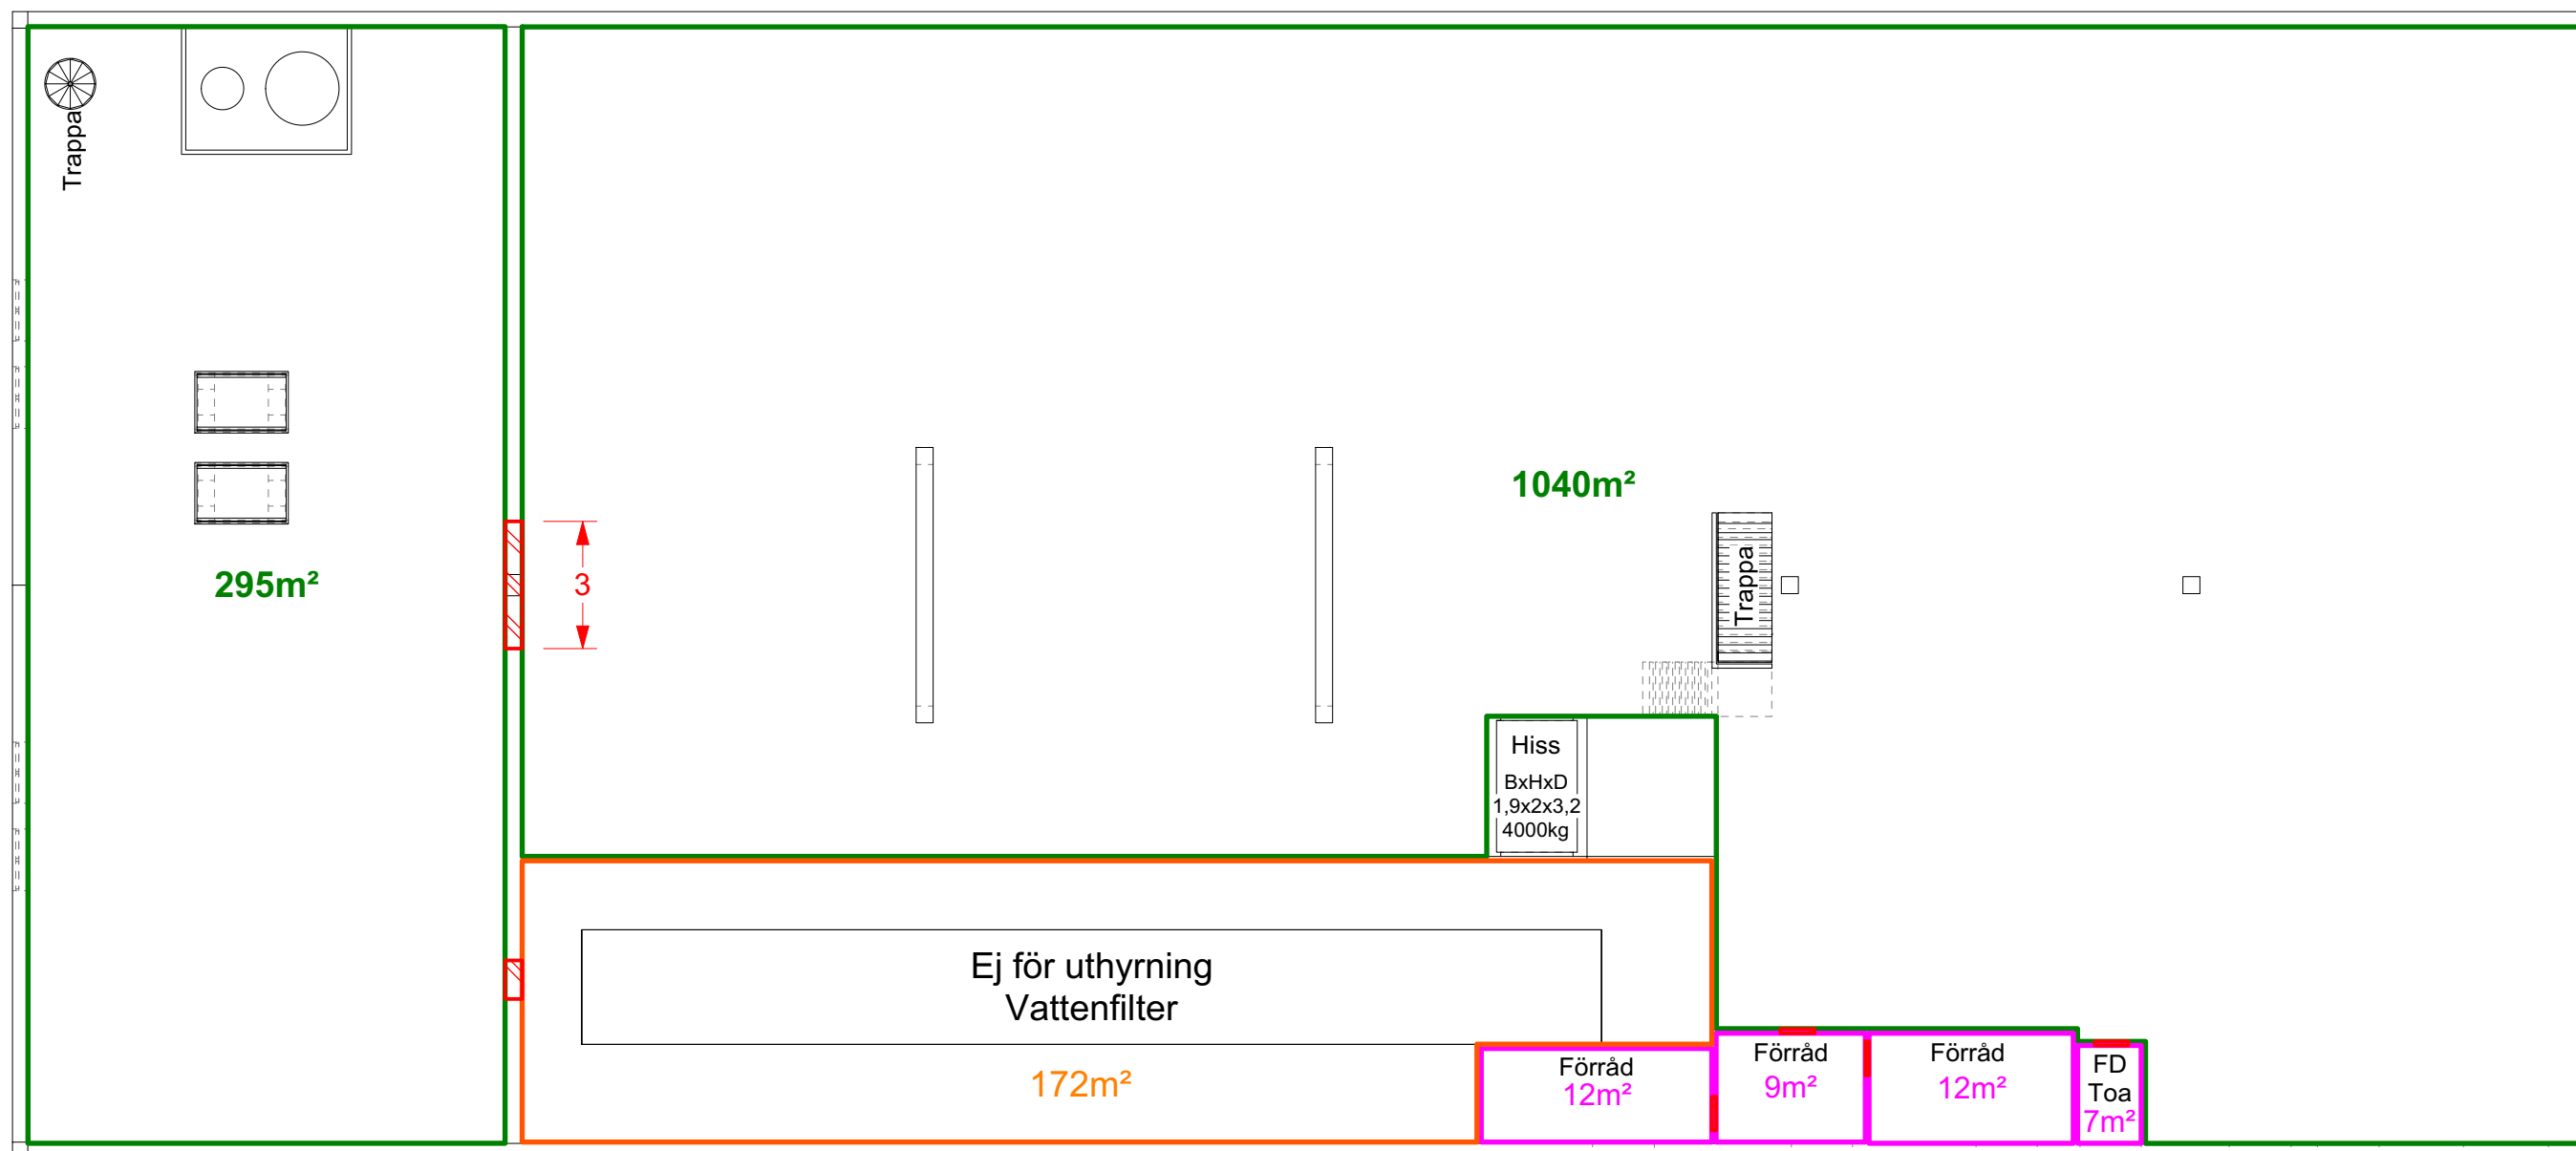 Trappa
295m²
3
1040m²
Trappa
Hiss
BxHxD
1,9x2x3,2
4000kg
Ej för uthyrning
Vattenfilter
172m²
Förråd
12m²
Förråd
9m²
Förråd
12m²
FD
Toa
7m²